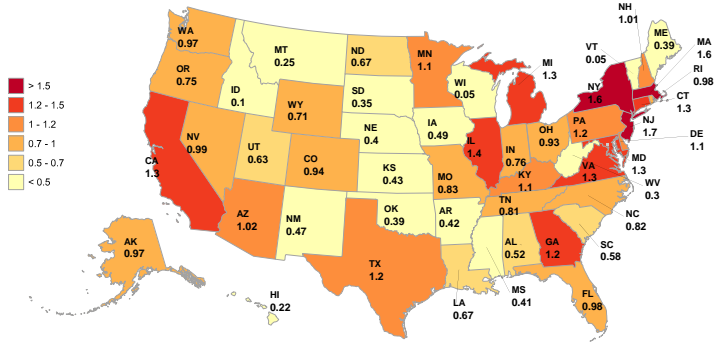 > 1.5
1.2 - 1.5
1 - 1.2
0.7 - 1
0.5 - 0.7
< 0.5
WA
0.97
OR
0.75
CA
1.3
NV
0.99
ID
0.1
MT
0.25
WY
0.71
UT
0.63
CO
0.94
AZ
1.02
NM
0.47
ND
0.67
SD
0.35
NE
0.4
KS
0.43
OK
0.39
TX
1.2
MN
1.1
IA
0.49
MO
0.83
AR
0.42
LA
0.67
WI
0.05
IL
1.4
MI
1.3
IN
0.76
OH
0.93
KY
1.1
TN
0.81
MS
0.41
AL
0.52
GA
1.2
FL
0.98
SC
0.58
NC
0.82
VA
1.3
WV
0.3
MD
1.3
DE
1.1
PA
1.2
NJ
1.7
NY
1.6
CT
1.3
RI
0.98
MA
1.6
VT
0.05
NH
1.01
ME
0.39
AK
0.97
HI
0.22